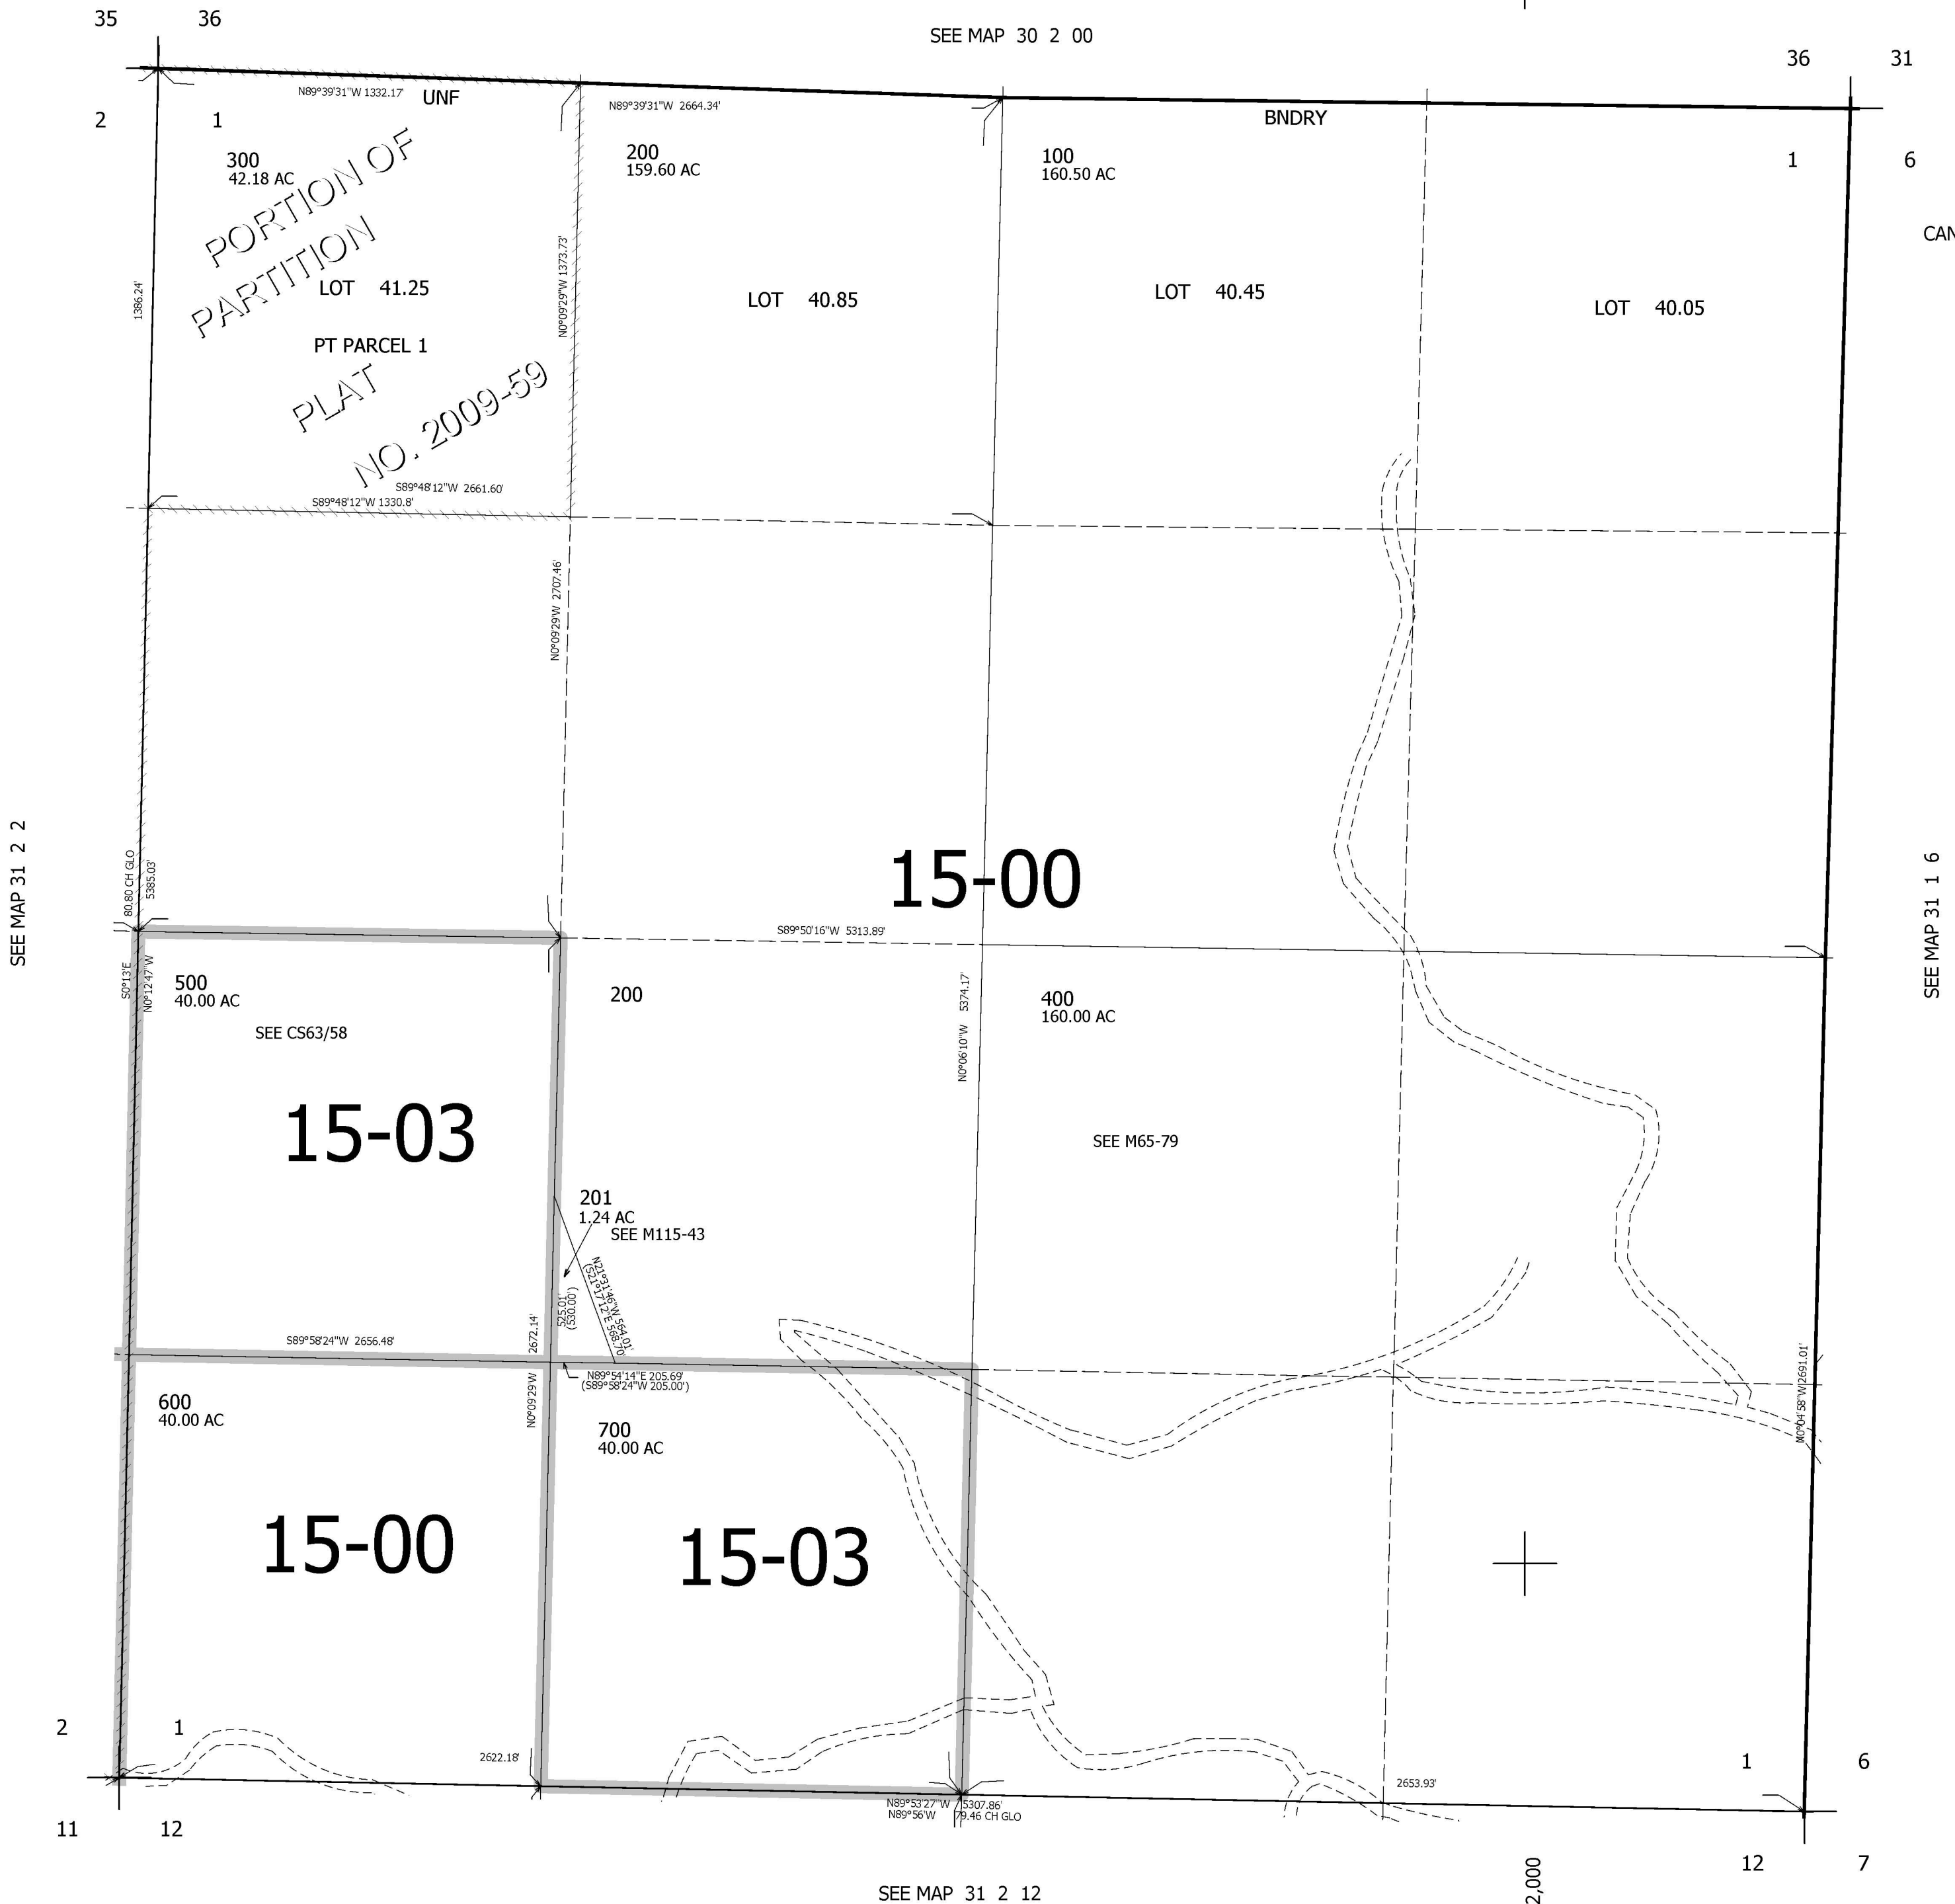 35 36
SEE MAP 30 2 00
36 31
N89°39'31"W 1332.17'
UNF
N89°39'31"W 2664.34'
BNDRY
2 1
1 6
300
42.18 AC
200
159.60 AC
100
160.50 AC
CAN
PORTION OF
PARTITION
PLAT
NO. 2009-59
LOT 41.25
LOT 40.85
LOT 40.45
LOT 40.05
PT PARCEL 1
1386.24'
N0°09'29"W 1373.73'
S89°48'12"W 2661.60'
S89°48'12"W 1330.8'
N0°09'29"W 2707.46'
SEE MAP 31 2 2
80.80 CH GLO
5385.03'
15-00
SEE MAP 31 1 6
S89°50'16"W 5313.89'
S0°13'E
N0°12'47"W
500
40.00 AC
200
400
160.00 AC
N0°06'10"W 5374.17'
SEE CS63/58
15-03
SEE M65-79
201
1.24 AC
SEE M115-43
N21°31'46"W 564.01'
(S21°17'12"E 568.70')
525.01'
(530.00')
S89°58'24"W 2656.48'
N0°09'29"W 2672.14'
N89°54'14"E 205.69'
(S89°58'24"W 205.00')
N0°04'58"W 2691.01'
600
40.00 AC
700
40.00 AC
15-00
15-03
2 1
1 6
2622.18'
2653.93'
N89°53'27"W 5307.86'
N89°56'W 79.46 CH GLO
11 12
12 7
2,000
SEE MAP 31 2 12